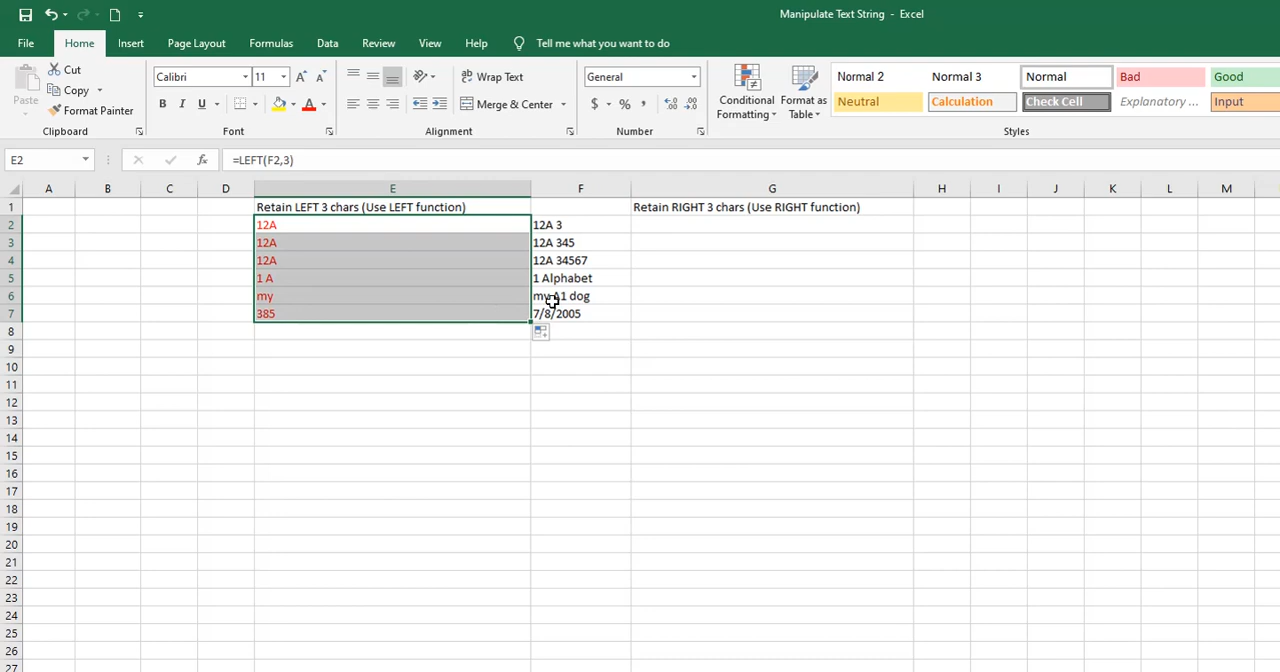 Manipulate Text String - Excel
File Home Insert Page Layout Formulas Data Review View Help Tell me what you want to do
Paste
Cut
Copy
Format Painter
Clipboard
Calibri 11 A A
B I U A
Font
Wrap Text
Merge & Center
Alignment
General
$ % ,
Number
Conditional Formatting
Format as Table
Normal 2 Normal 3 Normal Bad Good
Neutral Calculation Check Cell Explanatory ... Input
Styles
E2 fx =LEFT(F2,3)
A B C D E F G H I J K L M
1 Retain LEFT 3 chars (Use LEFT function) Retain RIGHT 3 chars (Use RIGHT function)
2 12A 12A 3
3 12A 12A 345
4 12A 12A 34567
5 1 A 1 Alphabet
6 my my A1 dog
7 385 7/8/2005
8
9
10
11
12
13
14
15
16
17
18
19
20
21
22
23
24
25
26
27